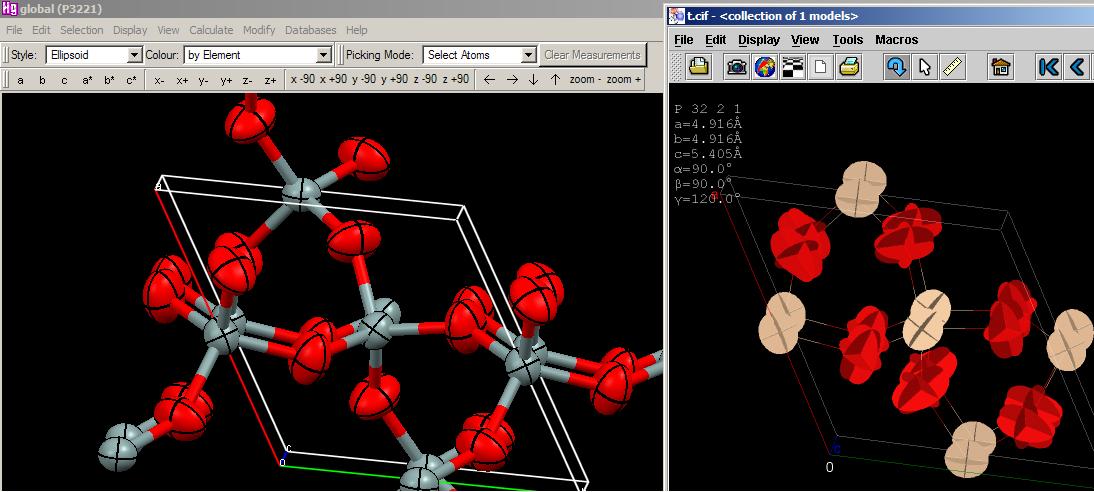 Hg global (P3221)
File Edit Selection Display View Calculate Modify Databases Help
Style: Ellipsoid Colour: by Element Picking Mode: Select Atoms Clear Measurements
a b c a* b* c* x- x+ y- y+ z- z+ x -90 x +90 y -90 y +90 z -90 z +90 ← → ↓ ↑ zoom - zoom +
a
c
o
t.cif - <collection of 1 models>
File Edit Display View Tools Macros
P 32 2 1
a=4.916Å
b=4.916Å
c=5.405Å
α=90.0°
β=90.0°
γ=120.0°
C
0